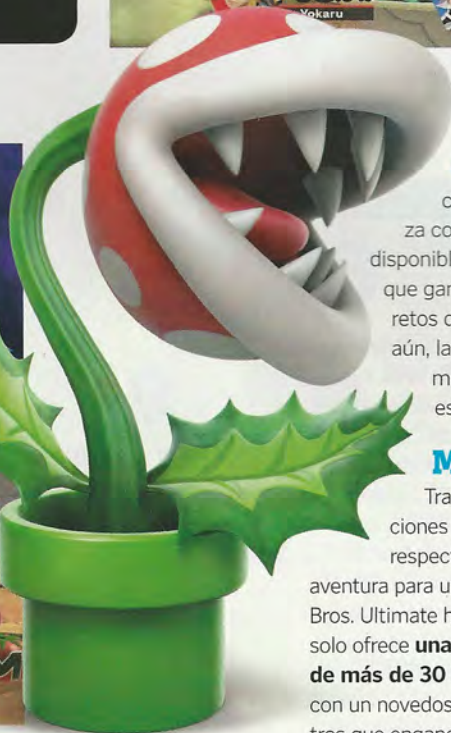 Yokaru
za co
disponibl
que gan
retos c
aún, la
m
es
M
Tra
ciones
respect
aventura para u
Bros. Ultimate h
solo ofrece una
de más de 30
con un novedos